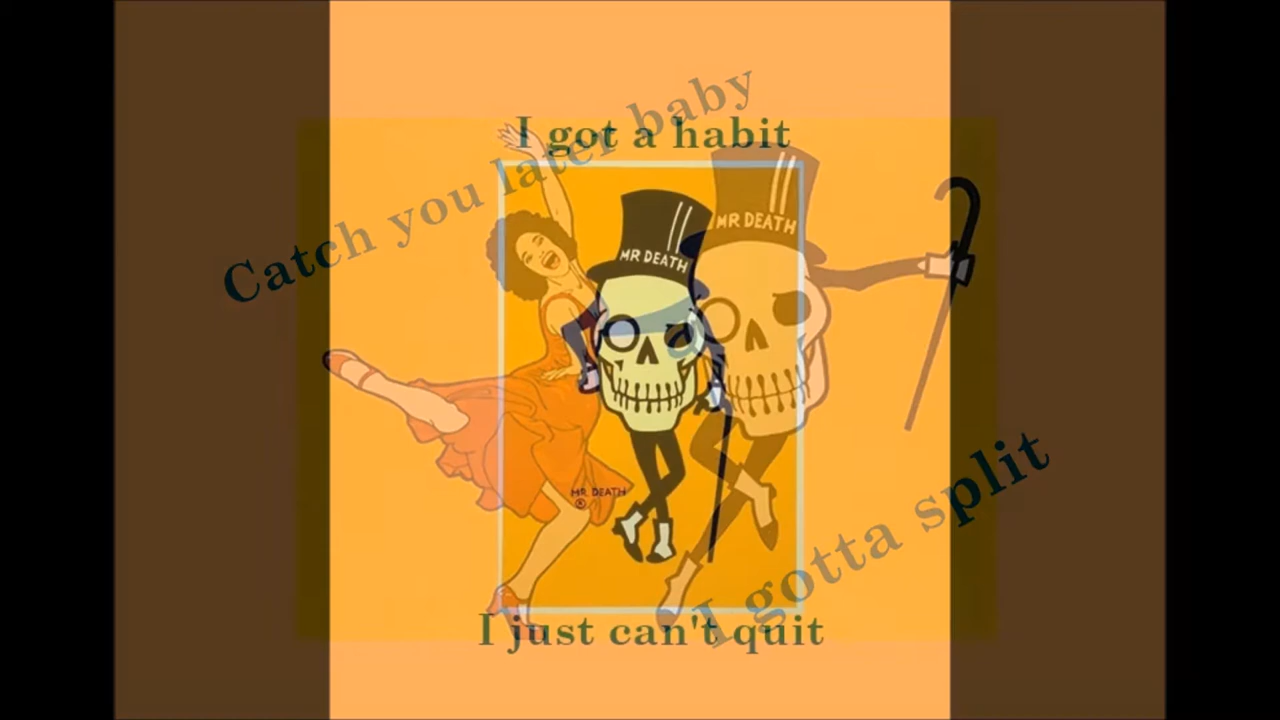 Catch you later baby
I got a habit
MR DEATH
MR DEATH
MR. DEATH
I gotta split
I just can't quit